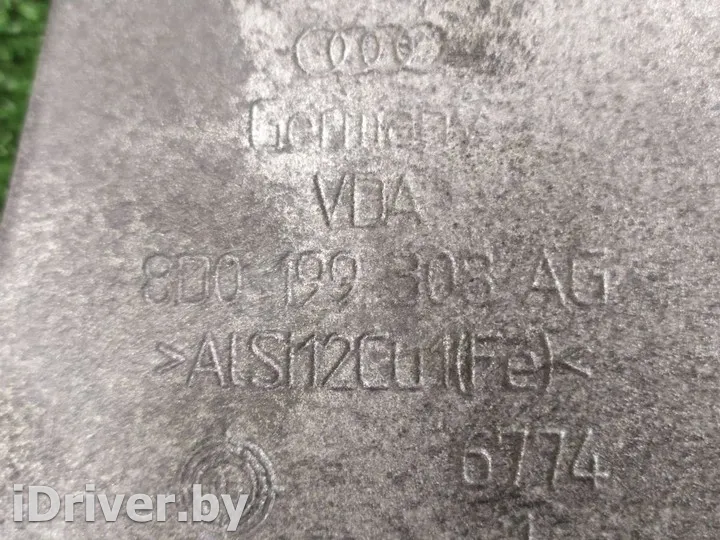 Germany
VDA
8D0 199 308 AG
>AlSi12Cu1(Fe)<
6774
iDriver.by